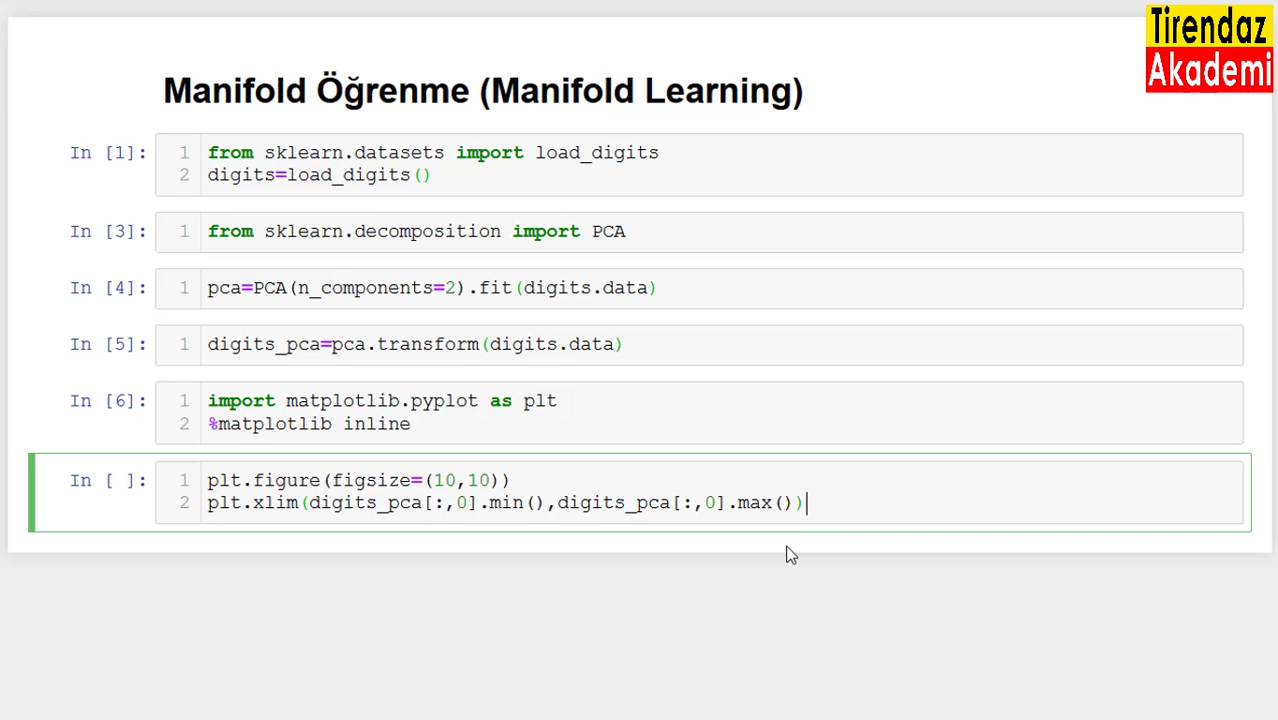 Tirendaz
Akademi
Manifold Öğrenme (Manifold Learning)
In [1]:
1 from sklearn.datasets import load_digits
2 digits=load_digits()
In [3]:
1 from sklearn.decomposition import PCA
In [4]:
1 pca=PCA(n_components=2).fit(digits.data)
In [5]:
1 digits_pca=pca.transform(digits.data)
In [6]:
1 import matplotlib.pyplot as plt
2 %matplotlib inline
In [ ]:
1 plt.figure(figsize=(10,10))
2 plt.xlim(digits_pca[:,0].min(),digits_pca[:,0].max())